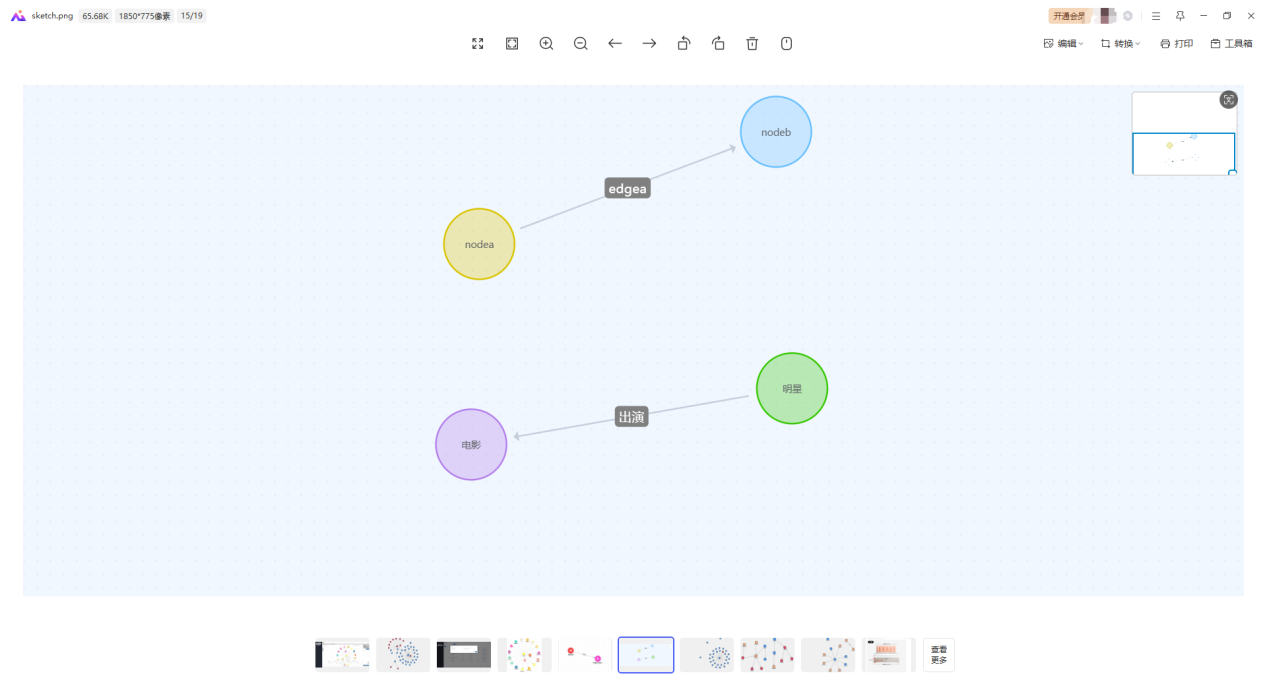 sketch.png 65.68K 1850*775像素 15/19
开通会员
编辑 转换 打印 工具箱
nodeb
edgea
nodea
明星
出演
电影
查看
更多